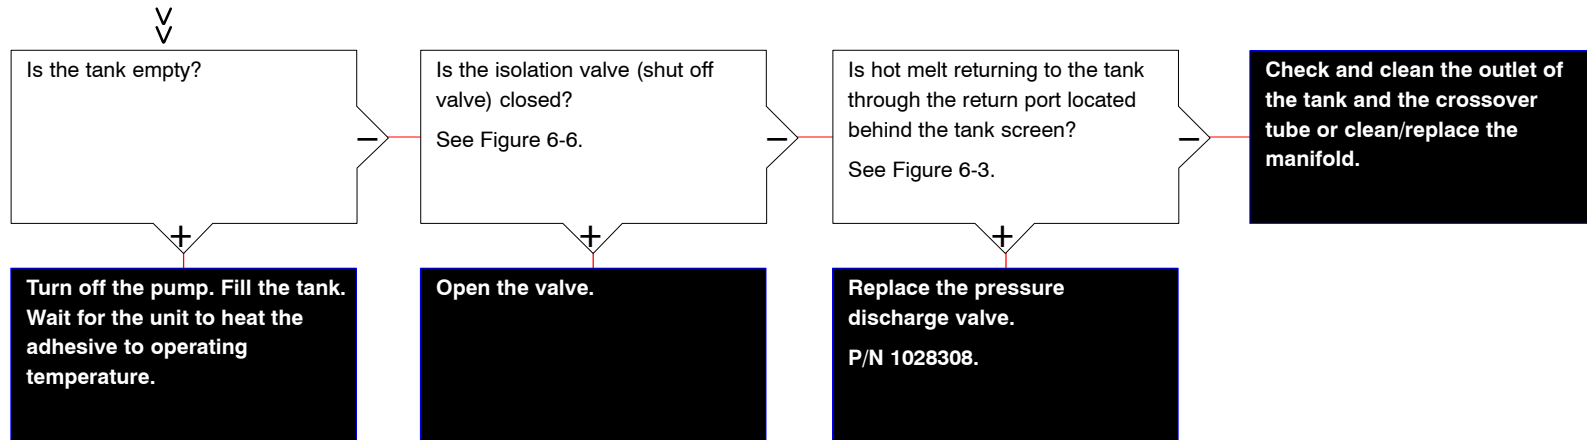 Is the tank empty?
−
Is the isolation valve (shut off
valve) closed?
See Figure 6-6.
−
Is hot melt returning to the tank
through the return port located
behind the tank screen?
See Figure 6-3.
−
Check and clean the outlet of
the tank and the crossover
tube or clean/replace the
manifold.
+
Turn off the pump. Fill the tank.
Wait for the unit to heat the
adhesive to operating
temperature.
+
Open the valve.
+
Replace the pressure
discharge valve.
P/N 1028308.